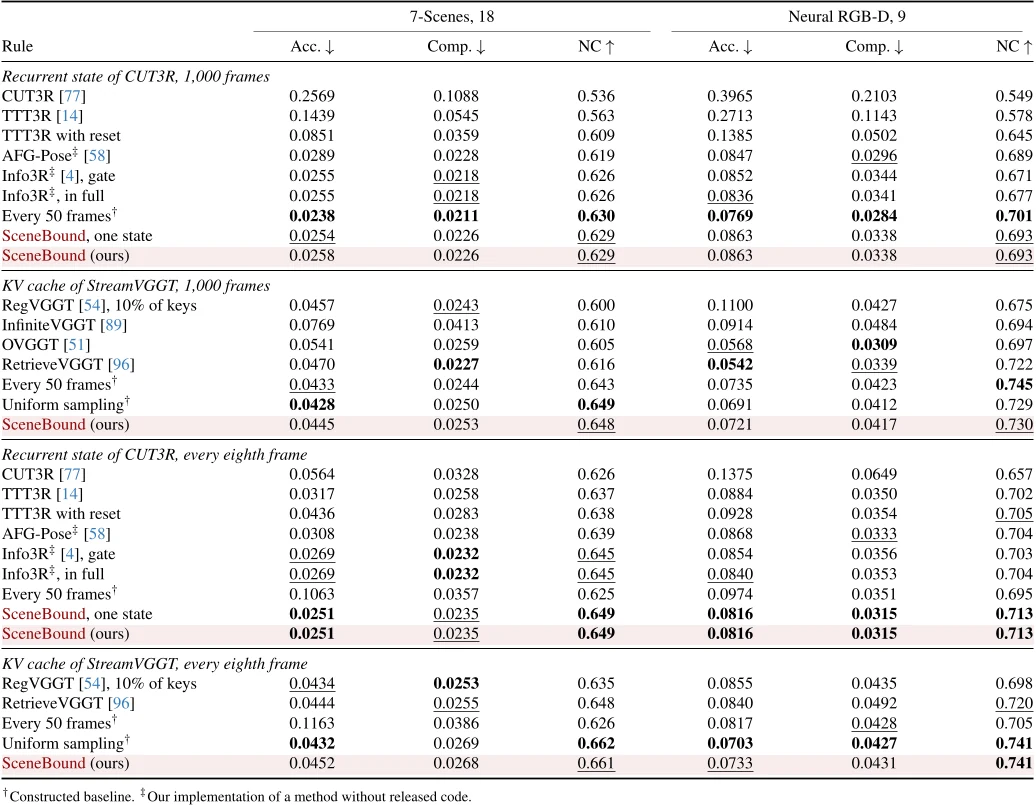 7-Scenes, 18 Neural RGB-D, 9
Rule Acc. ↓ Comp. ↓ NC ↑ Acc. ↓ Comp. ↓ NC ↑
Recurrent state of CUT3R, 1,000 frames
CUT3R [77] 0.2569 0.1088 0.536 0.3965 0.2103 0.549
TTT3R [14] 0.1439 0.0545 0.563 0.2713 0.1143 0.578
TTT3R with reset 0.0851 0.0359 0.609 0.1385 0.0502 0.645
AFG-Pose‡ [58] 0.0289 0.0228 0.619 0.0847 0.0296 0.689
Info3R‡ [4], gate 0.0255 0.0218 0.626 0.0852 0.0344 0.671
Info3R‡, in full 0.0255 0.0218 0.626 0.0836 0.0341 0.677
Every 50 frames† 0.0238 0.0211 0.630 0.0769 0.0284 0.701
SceneBound, one state 0.0254 0.0226 0.629 0.0863 0.0338 0.693
SceneBound (ours) 0.0258 0.0226 0.629 0.0863 0.0338 0.693
KV cache of StreamVGGT, 1,000 frames
RegVGGT [54], 10% of keys 0.0457 0.0243 0.600 0.1100 0.0427 0.675
InfiniteVGGT [89] 0.0769 0.0413 0.610 0.0914 0.0484 0.694
OVGGT [51] 0.0541 0.0259 0.605 0.0568 0.0309 0.697
RetrieveVGGT [96] 0.0470 0.0227 0.616 0.0542 0.0339 0.722
Every 50 frames† 0.0433 0.0244 0.643 0.0735 0.0423 0.745
Uniform sampling† 0.0428 0.0250 0.649 0.0691 0.0412 0.729
SceneBound (ours) 0.0445 0.0253 0.648 0.0721 0.0417 0.730
Recurrent state of CUT3R, every eighth frame
CUT3R [77] 0.0564 0.0328 0.626 0.1375 0.0649 0.657
TTT3R [14] 0.0317 0.0258 0.637 0.0884 0.0350 0.702
TTT3R with reset 0.0436 0.0283 0.638 0.0928 0.0354 0.705
AFG-Pose‡ [58] 0.0308 0.0238 0.639 0.0868 0.0333 0.704
Info3R‡ [4], gate 0.0269 0.0232 0.645 0.0854 0.0356 0.703
Info3R‡, in full 0.0269 0.0232 0.645 0.0840 0.0353 0.704
Every 50 frames† 0.1063 0.0357 0.625 0.0974 0.0351 0.695
SceneBound, one state 0.0251 0.0235 0.649 0.0816 0.0315 0.713
SceneBound (ours) 0.0251 0.0235 0.649 0.0816 0.0315 0.713
KV cache of StreamVGGT, every eighth frame
RegVGGT [54], 10% of keys 0.0434 0.0253 0.635 0.0855 0.0435 0.698
RetrieveVGGT [96] 0.0444 0.0255 0.648 0.0840 0.0492 0.720
Every 50 frames† 0.1163 0.0386 0.626 0.0817 0.0428 0.705
Uniform sampling† 0.0432 0.0269 0.662 0.0703 0.0427 0.741
SceneBound (ours) 0.0452 0.0268 0.661 0.0733 0.0431 0.741
†Constructed baseline. ‡Our implementation of a method without released code.